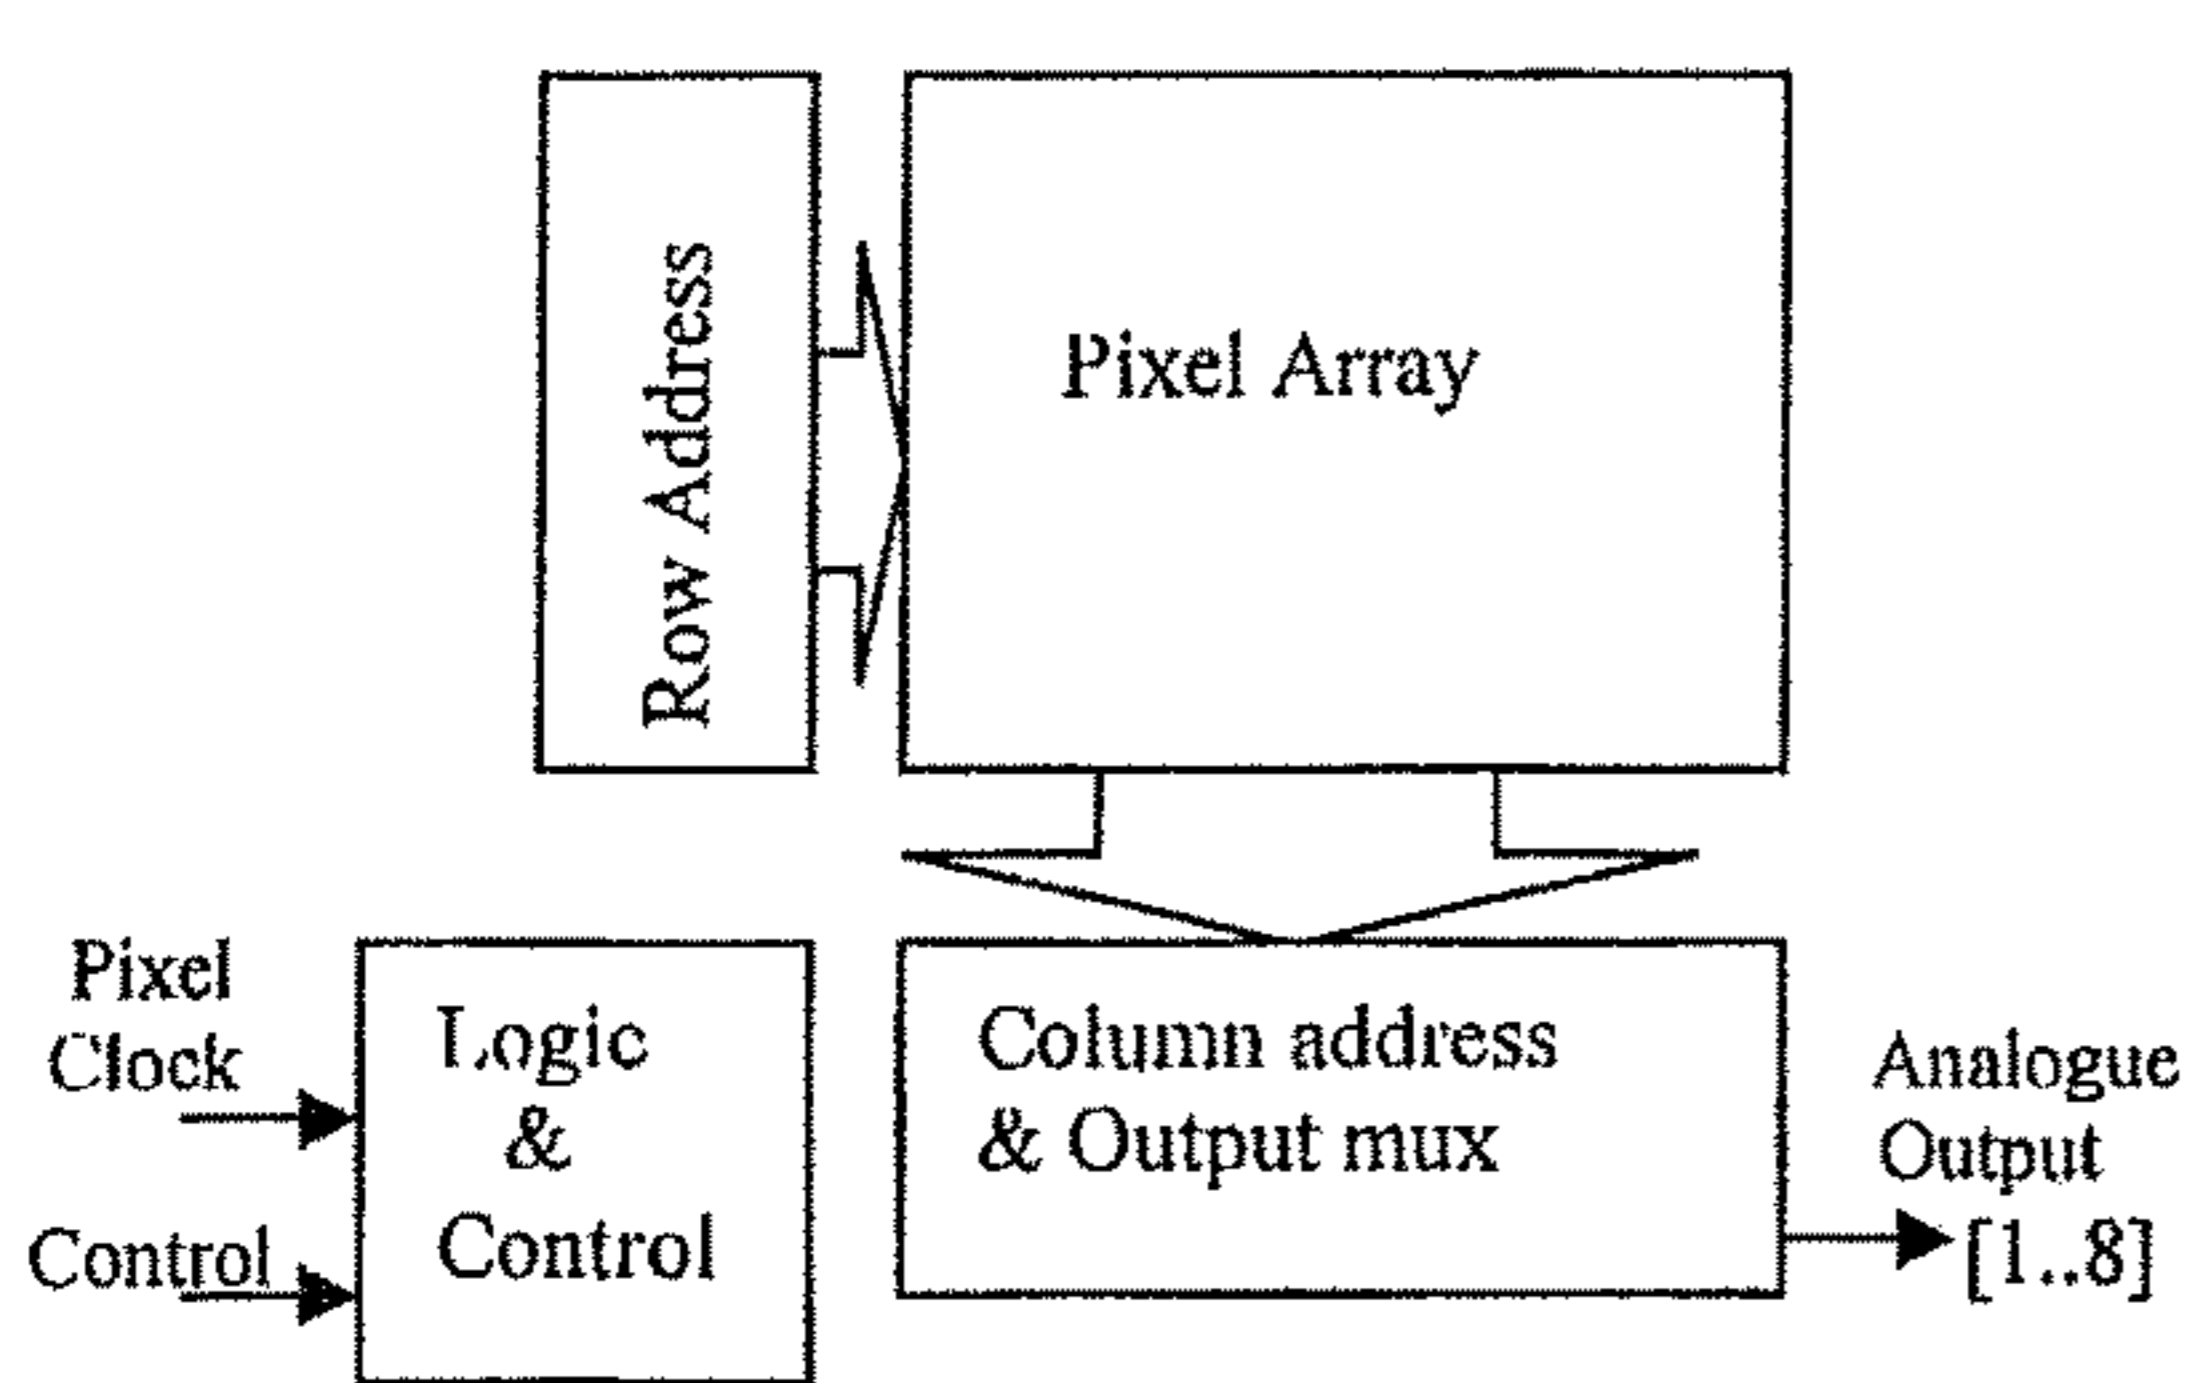 Row Address
Pixel Array
Pixel
Clock
Control
Logic
&
Control
Column address
& Output mux
Analogue
Output
[1..8]